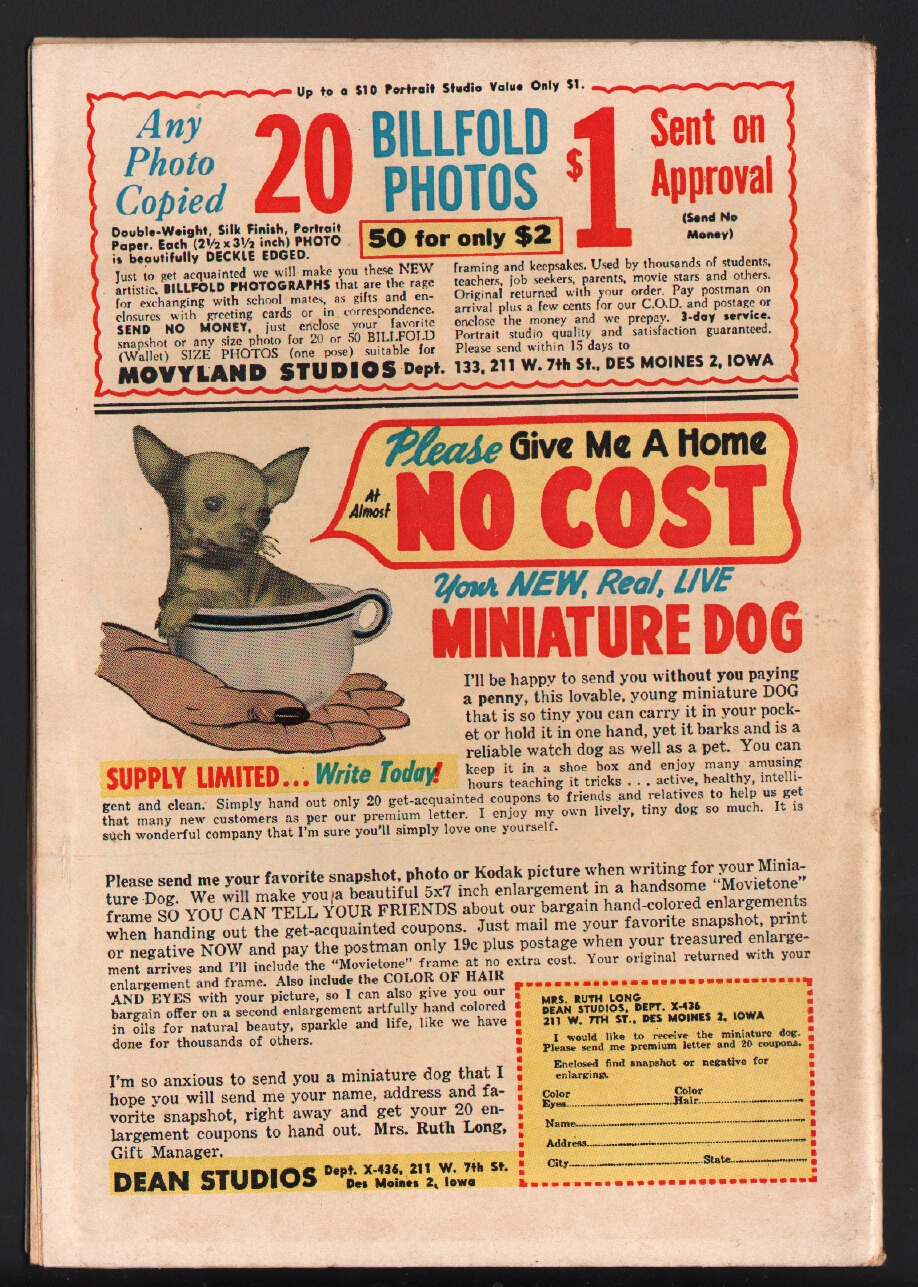 Up to a $10 Portrait Studio Value Only $1.
Any
Photo
Copied
20
BILLFOLD
PHOTOS
$1
Sent on
Approval
(Send No
Money)
50 for only $2
Double-Weight, Silk Finish, Portrait
Paper. Each (2½ x 3½ inch) PHOTO
is beautifully DECKLE EDGED.
Just to get acquainted we will make you these NEW
artistic, BILLFOLD PHOTOGRAPHS that are the rage
for exchanging with school mates, as gifts and en-
closures with greeting cards or in correspondence.
SEND NO MONEY, just enclose your favorite
snapshot or any size photo for 20 or 50 BILLFOLD
(Wallet) SIZE PHOTOS (one pose) suitable for
framing and keepsakes. Used by thousands of students,
teachers, job seekers, parents, movie stars and others.
Original returned with your order. Pay postman on
arrival plus a few cents for our C.O.D. and postage or
enclose the money and we prepay. 3-day service.
Portrait studio quality and satisfaction guaranteed.
Please send within 15 days to
MOVYLAND STUDIOS Dept. 133, 211 W. 7th St., DES MOINES 2, IOWA
Please Give Me A Home
At
Almost
NO COST
Your NEW, Real, LIVE
MINIATURE DOG
I'll be happy to send you without you paying
a penny, this lovable, young miniature DOG
that is so tiny you can carry it in your pock-
et or hold it in one hand, yet it barks and is a
reliable watch dog as well as a pet. You can
keep it in a shoe box and enjoy many amusing
hours teaching it tricks . . . active, healthy, intelli-
SUPPLY LIMITED... Write Today!
gent and clean. Simply hand out only 20 get-acquainted coupons to friends and relatives to help us get
that many new customers as per our premium letter. I enjoy my own lively, tiny dog so much. It is
such wonderful company that I'm sure you'll simply love one yourself.
Please send me your favorite snapshot, photo or Kodak picture when writing for your Minia-
ture Dog. We will make you a beautiful 5x7 inch enlargement in a handsome "Movietone"
frame SO YOU CAN TELL YOUR FRIENDS about our bargain hand-colored enlargements
when handing out the get-acquainted coupons. Just mail me your favorite snapshot, print
or negative NOW and pay the postman only 19c plus postage when your treasured enlarge-
ment arrives and I'll include the "Movietone" frame at no extra cost. Your original returned with your
enlargement and frame. Also include the COLOR OF HAIR
AND EYES with your picture, so I can also give you our
bargain offer on a second enlargement artfully hand colored
in oils for natural beauty, sparkle and life, like we have
done for thousands of others.
I'm so anxious to send you a miniature dog that I
hope you will send me your name, address and fa-
vorite snapshot, right away and get your 20 en-
largement coupons to hand out. Mrs. Ruth Long,
Gift Manager.
DEAN STUDIOS Dept. X-436, 211 W. 7th St.
Des Moines 2, Iowa
MRS. RUTH LONG
DEAN STUDIOS, DEPT. X-436
211 W. 7TH ST., DES MOINES 2, IOWA
I would like to receive the miniature dog.
Please send me premium letter and 20 coupons.
Enclosed find snapshot or negative for
enlarging.
Color
Eyes
Color
Hair
Name
Address
City State